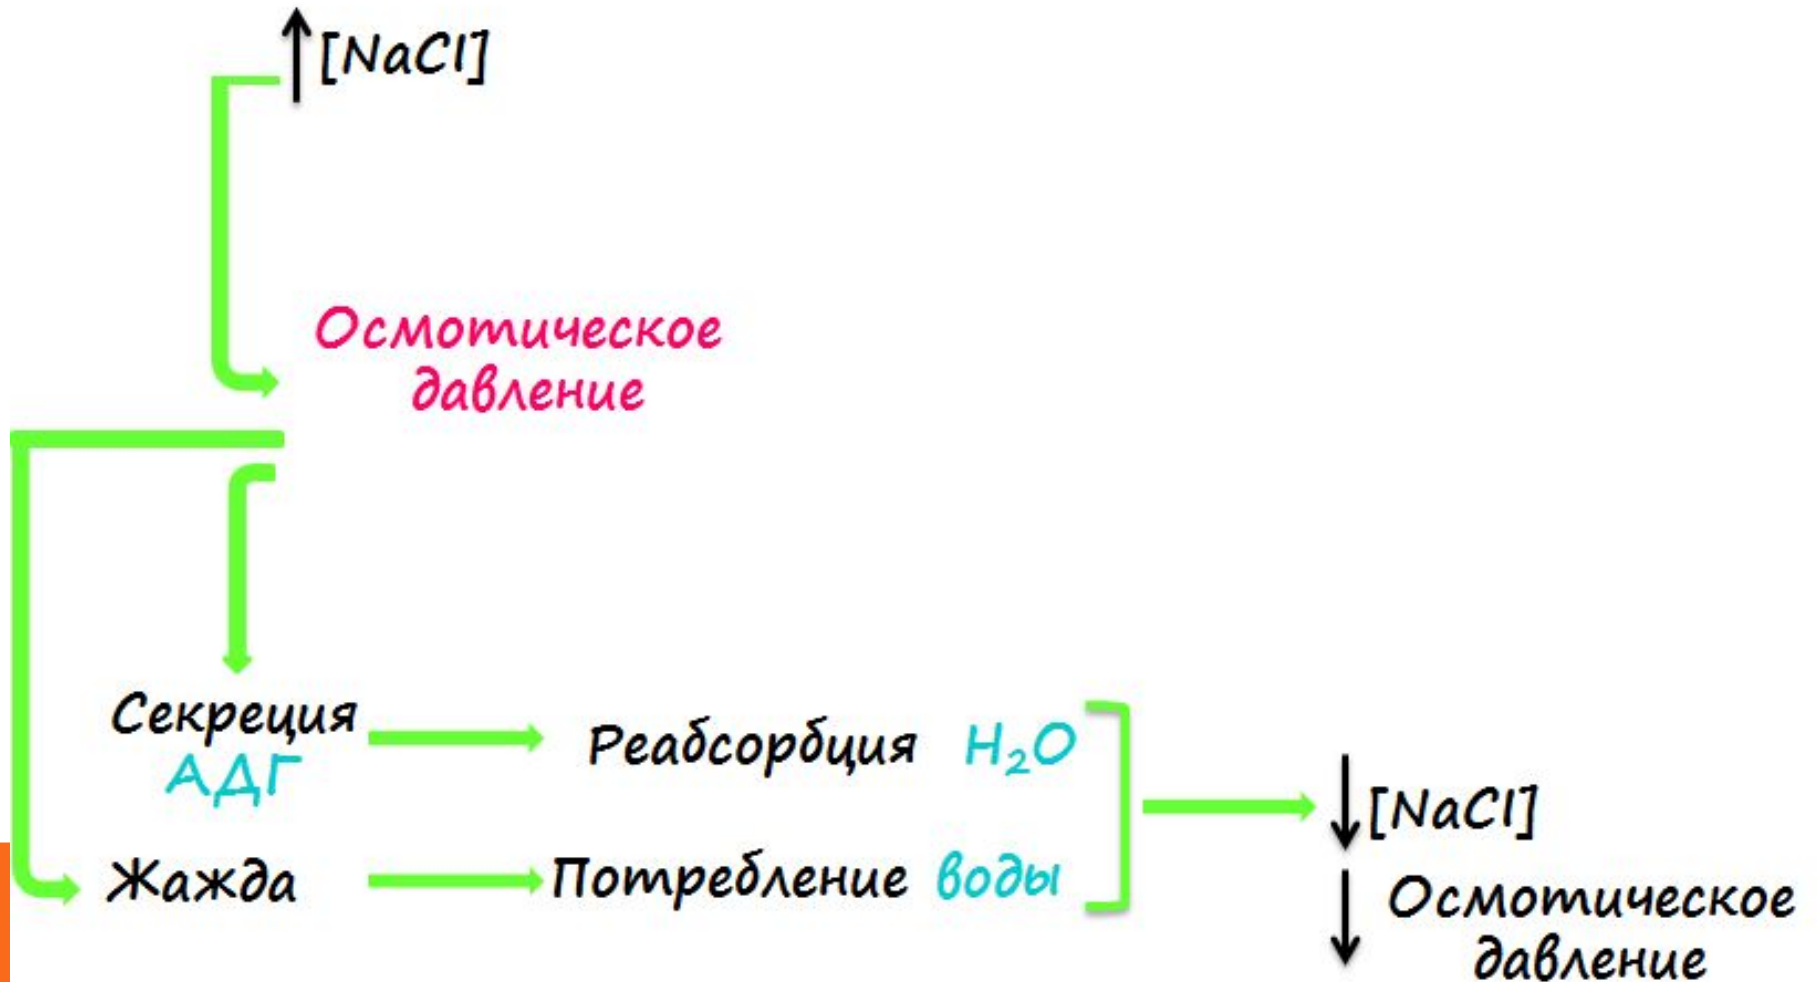 ↑[NaCl]
Осмотическое
давление
Секреция
АДГ
Реабсорбция H₂O
Жажда
Потребление воды
↓[NaCl]
↓ Осмотическое
давление